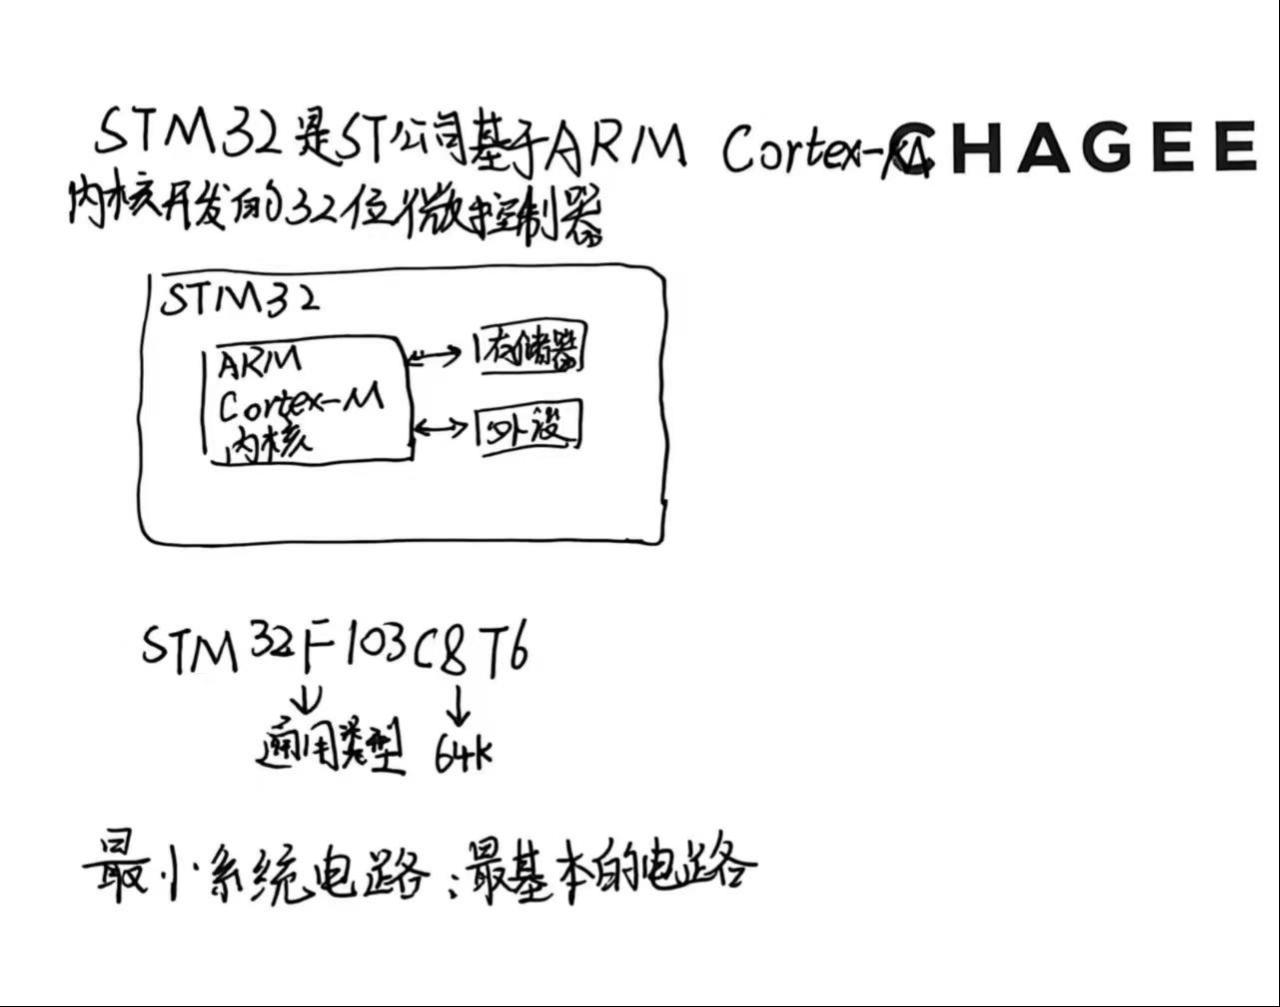 STM32是ST公司基于ARM Cortex-M CHAGEE
内核开发的32位微控制器
STM32
ARM
Cortex-M
内核
存储器
外设
STM32F103C8T6
通用类型 64K
最小系统电路：最基本的电路